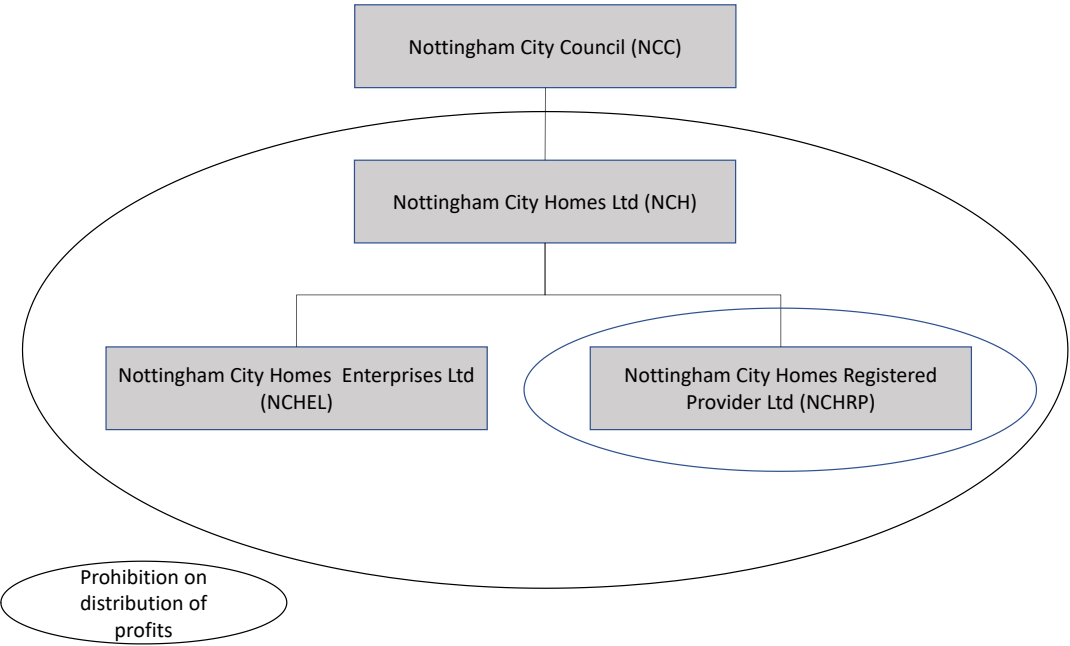 Nottingham City Council (NCC)
Nottingham City Homes Ltd (NCH)
Nottingham City Homes  Enterprises Ltd
(NCHEL)
Nottingham City Homes Registered
Provider Ltd (NCHRP)
Prohibition on
distribution of
profits